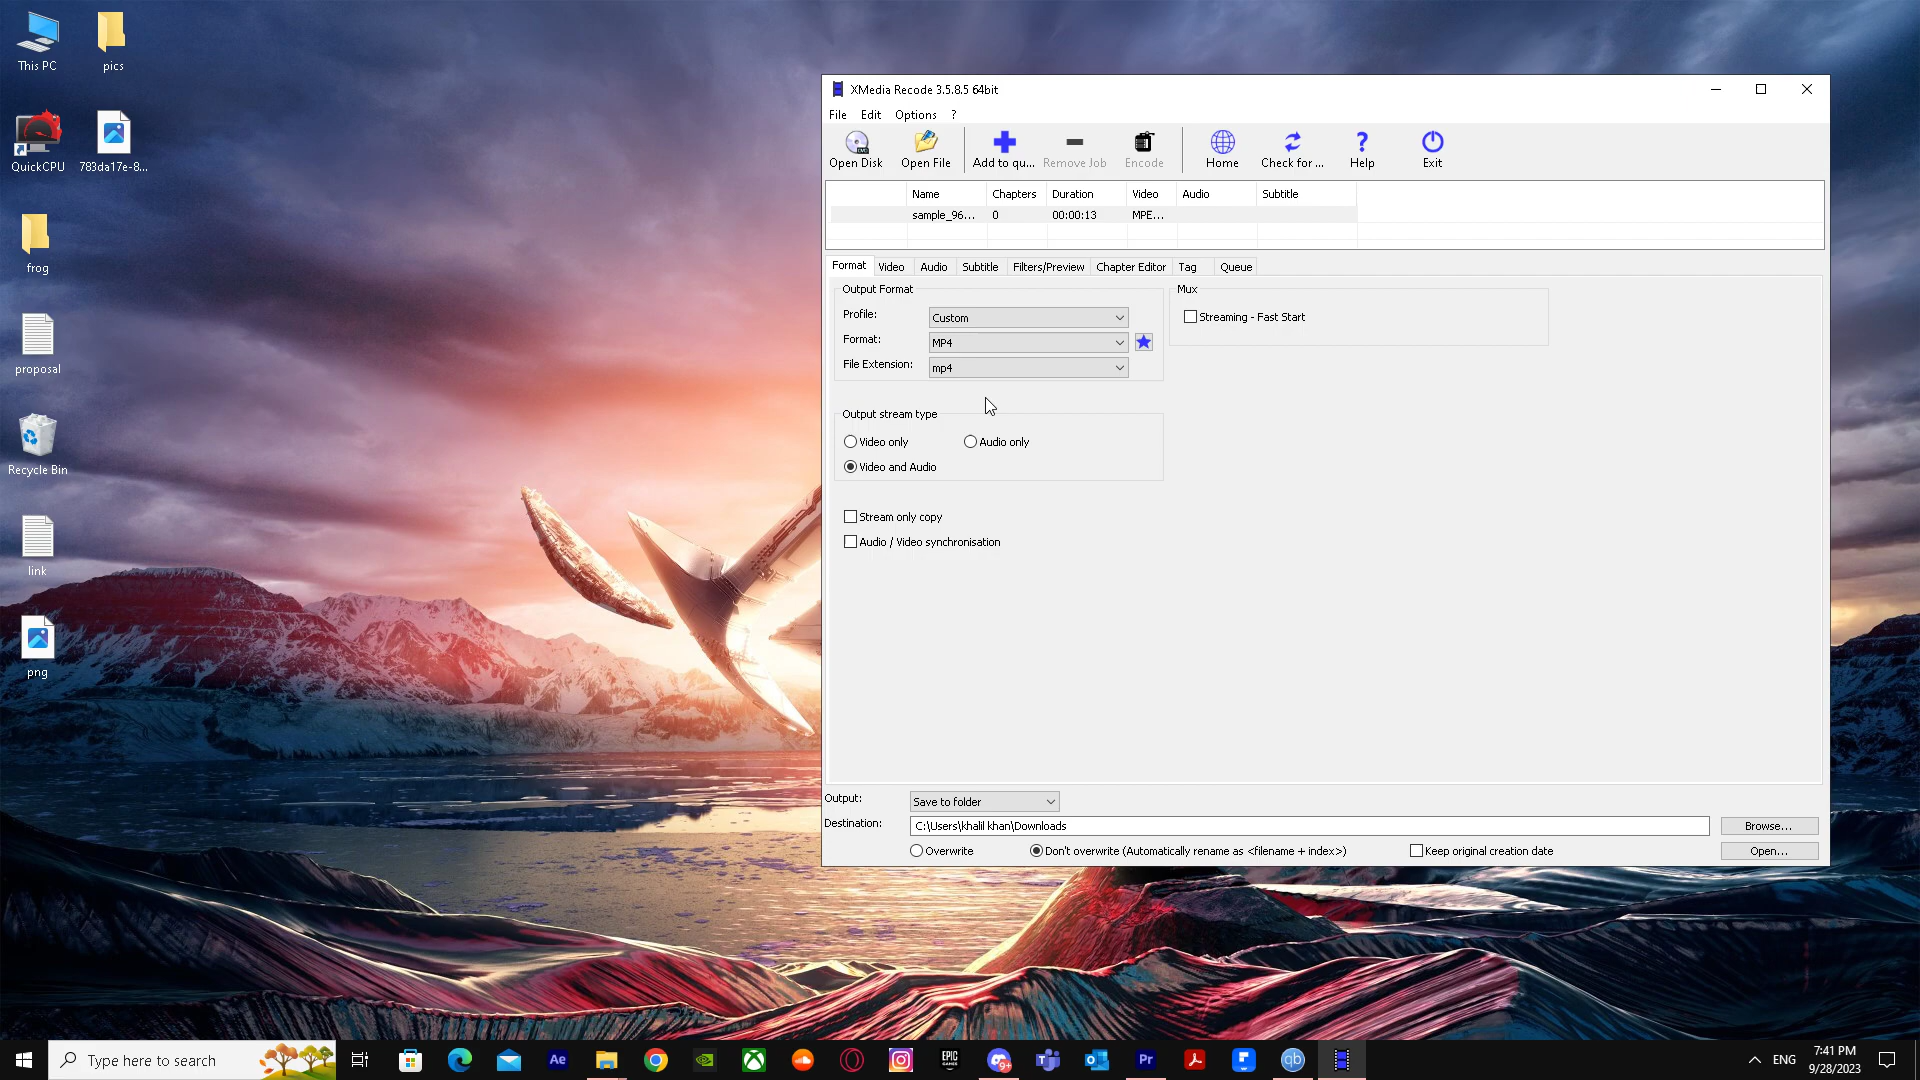 This PC
pics
QuickCPU
783da17e-8...
frog
proposal
Recycle Bin
link
png
XMedia Recode 3.5.8.5 64bit
File Edit Options ?
Open Disk Open File Add to qu... Remove Job Encode Home Check for ... Help Exit
Name Chapters Duration Video Audio Subtitle
sample_96... 0 00:00:13 MPE...
Format Video Audio Subtitle Filters/Preview Chapter Editor Tag Queue
Output Format
Profile: Custom
Format: MP4
File Extension: mp4
Mux
Streaming - Fast Start
Output stream type
Video only Audio only
Video and Audio
Stream only copy
Audio / Video synchronisation
Output: Save to folder
Destination: C:\Users\khalil khan\Downloads Browse...
Overwrite Don't overwrite (Automatically rename as <filename + index>) Keep original creation date Open...
Type here to search
Ae
EPIC
GAMES
9+
Pr
qb
ENG
7:41 PM
9/28/2023